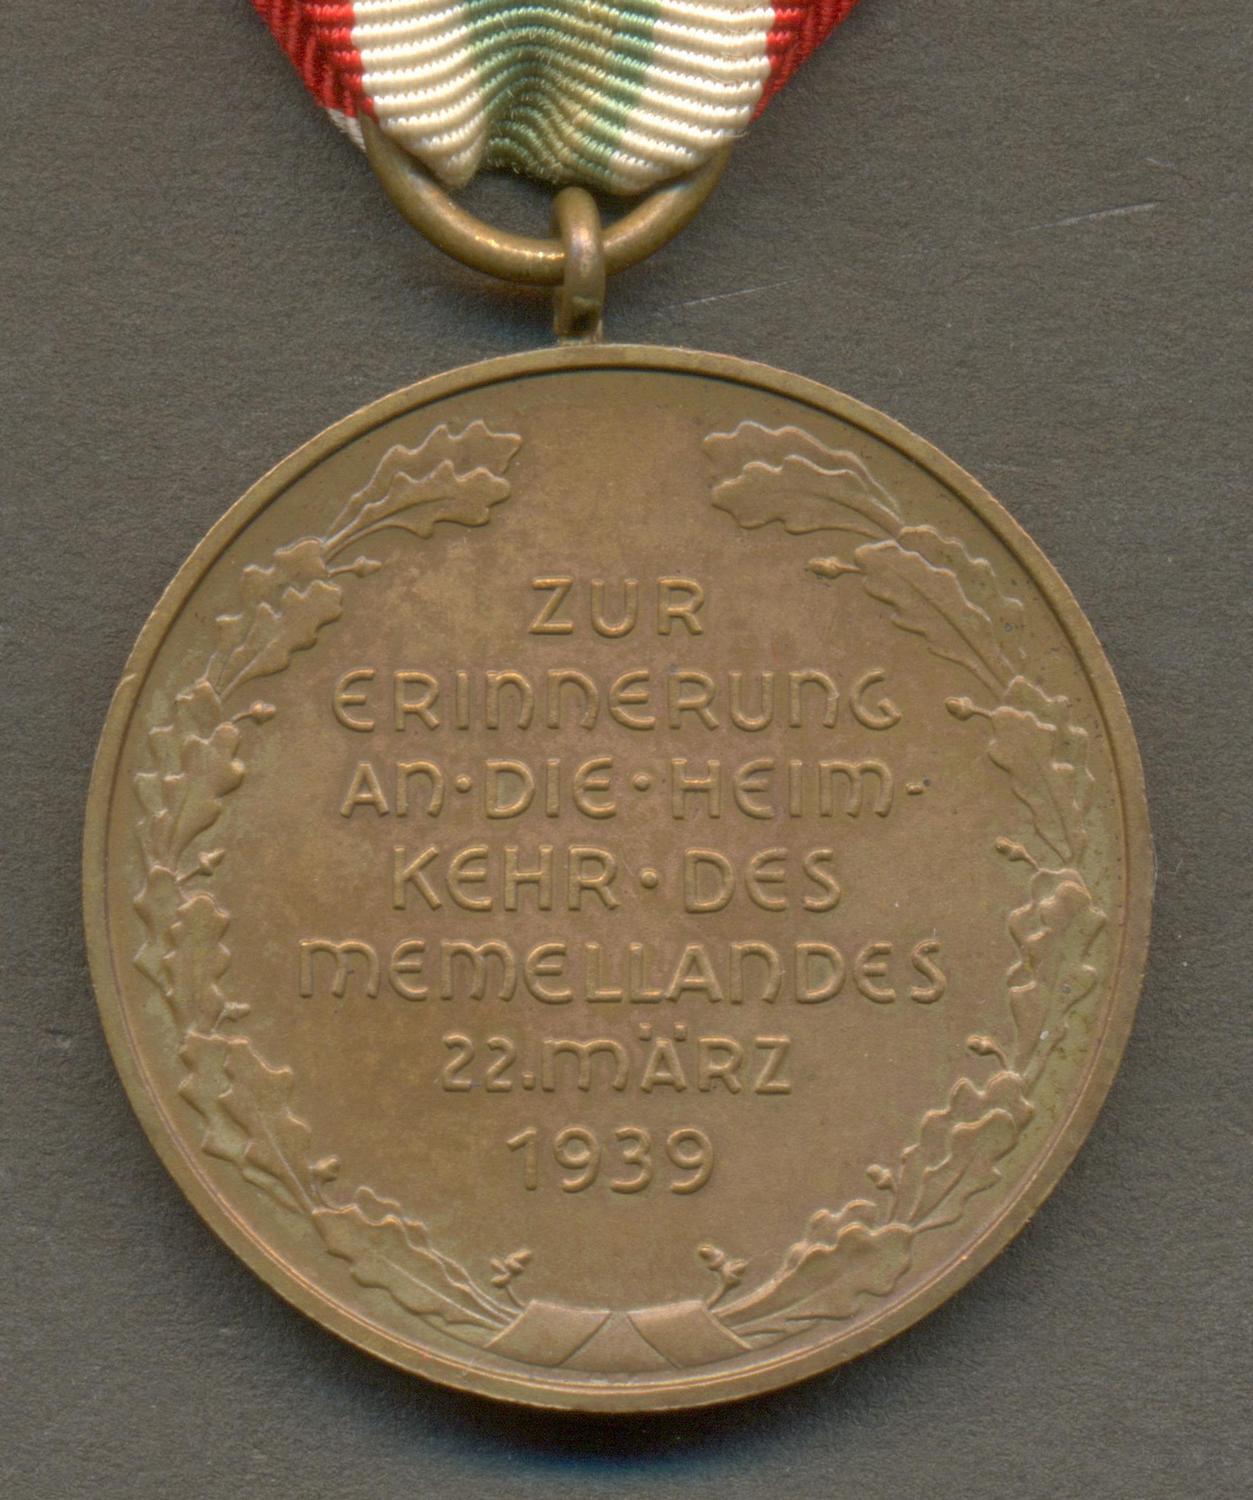 ZUR
ERINNERUNG
AN·DIE·HEIM-
KEHR·DES
MEMELLANDES
22.MÄRZ
1939